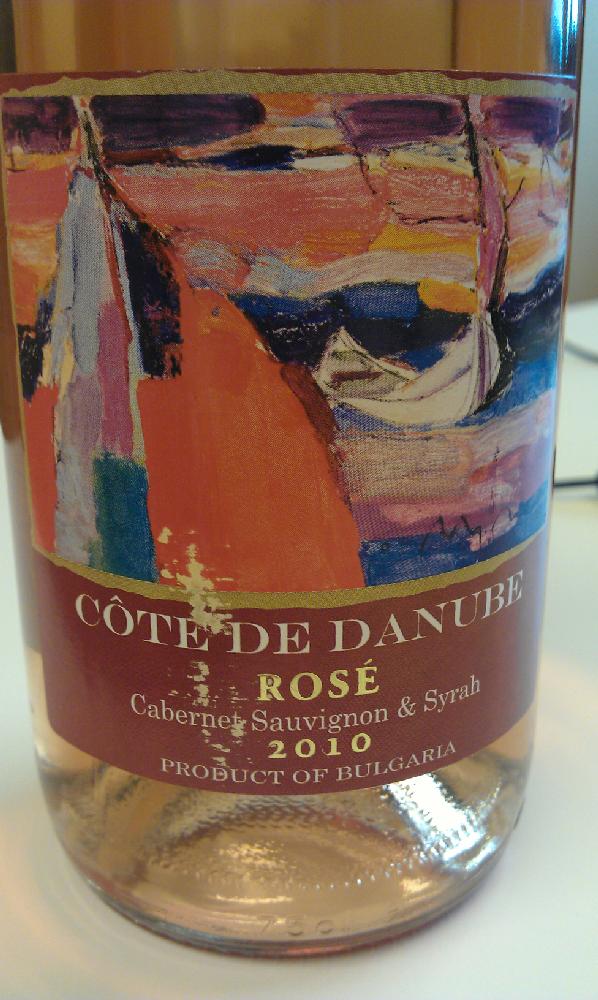 CÔTE DE DANUBE
ROSÉ
Cabernet Sauvignon & Syrah
2010
PRODUCT OF BULGARIA